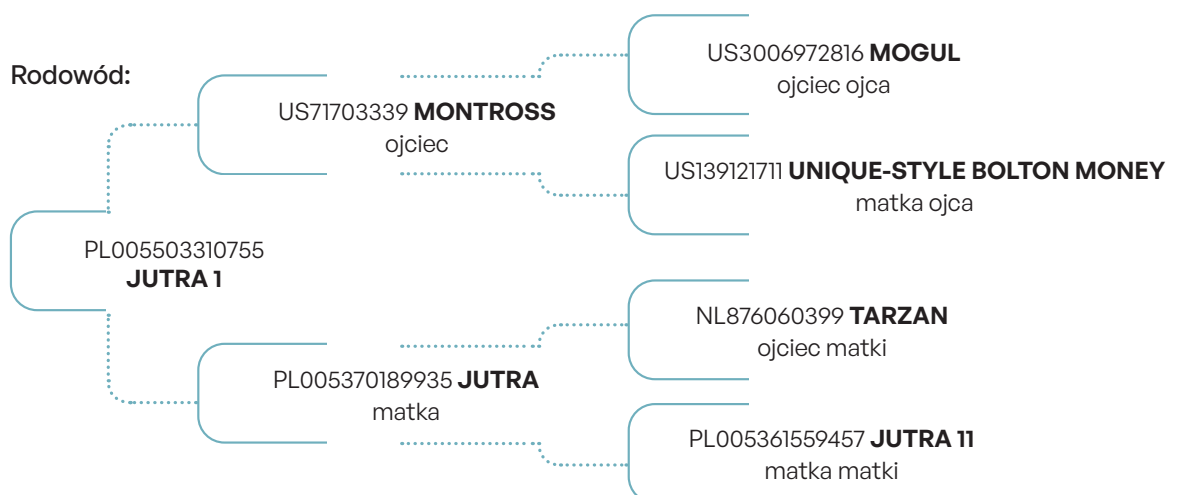 Rodowód:
US3006972816 MOGUL
ojciec ojca
US71703339 MONTROSS
ojciec
US139121711 UNIQUE-STYLE BOLTON MONEY
matka ojca
PL005503310755
JUTRA 1
NL876060399 TARZAN
ojciec matki
PL005370189935 JUTRA
matka
PL005361559457 JUTRA 11
matka matki